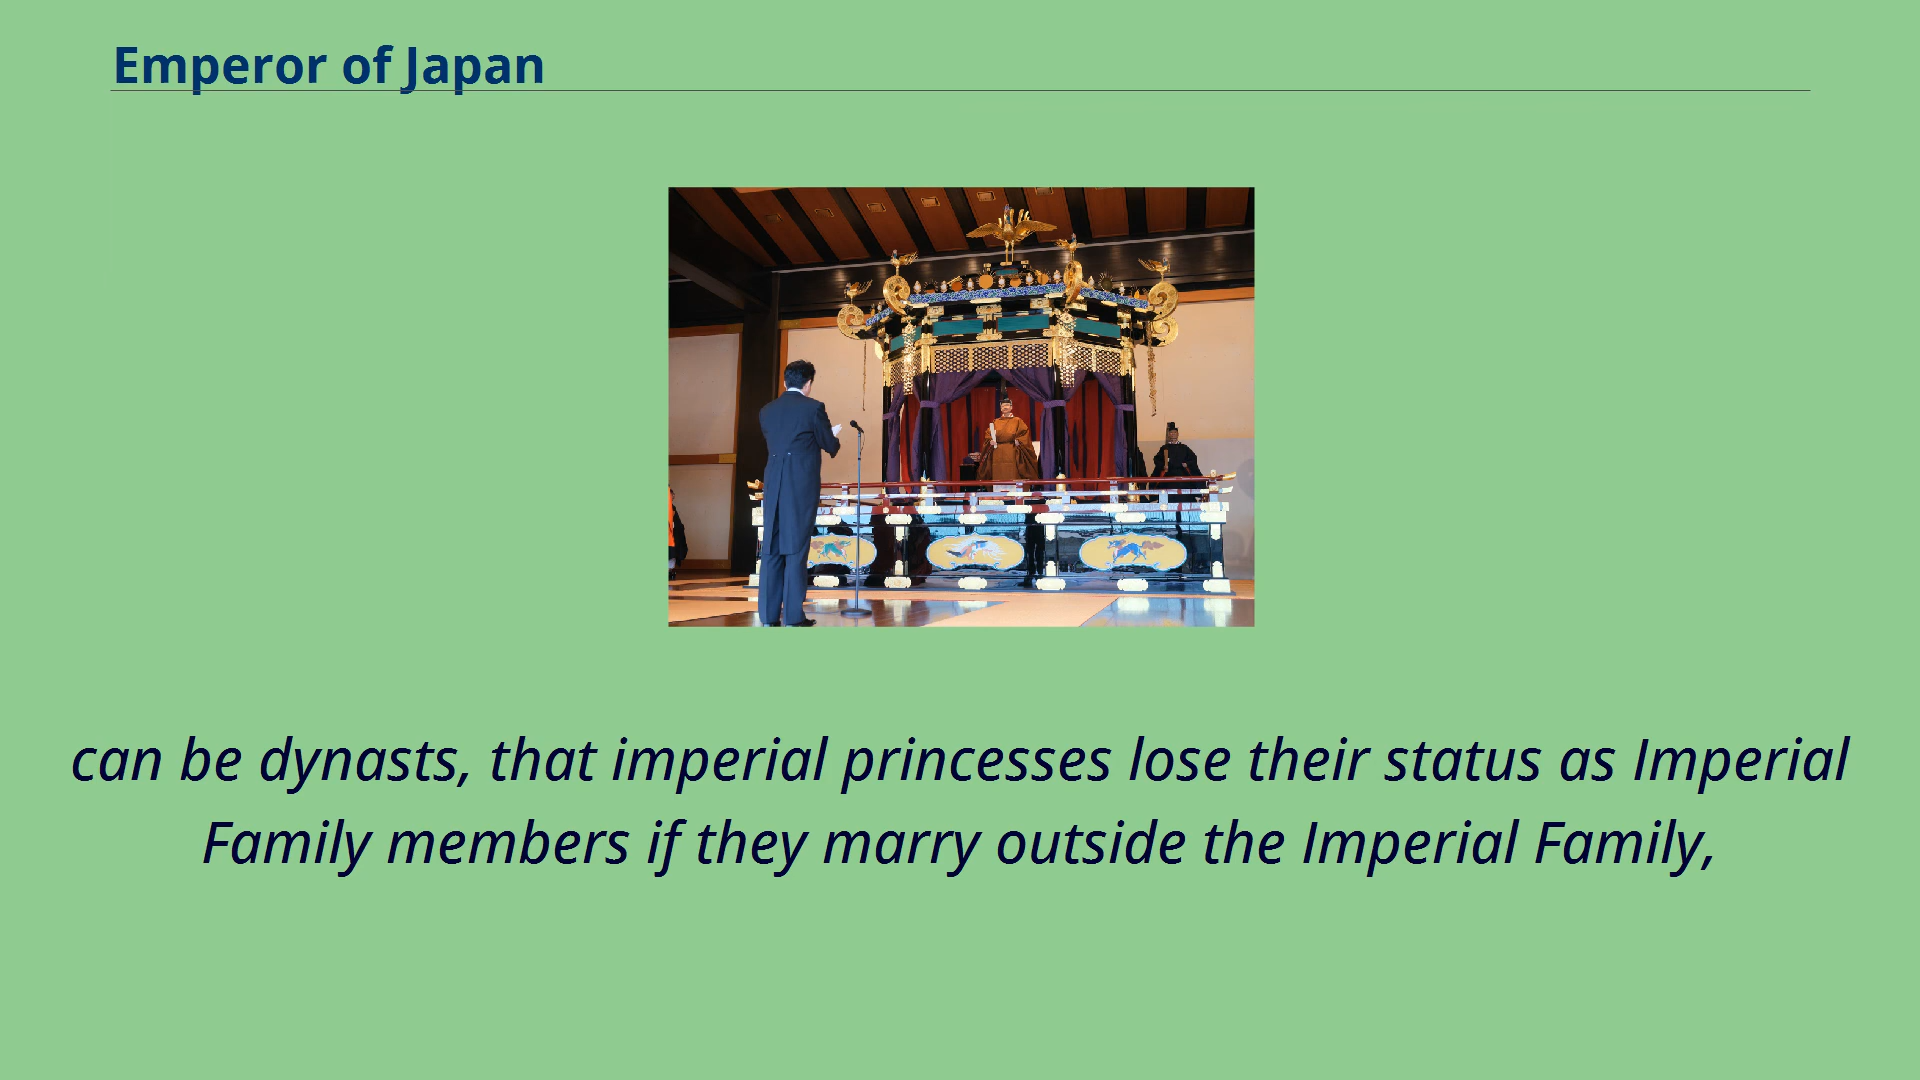 Emperor of Japan
can be dynasts, that imperial princesses lose their status as Imperial
Family members if they marry outside the Imperial Family,